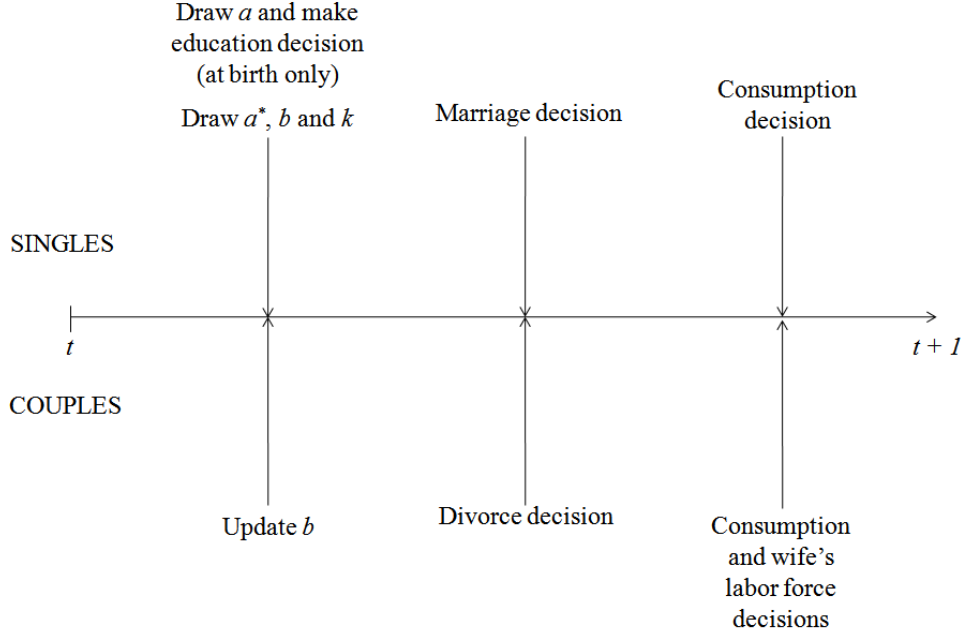 Draw a and make
education decision
(at birth only)
Draw a*, b and k
Marriage decision
Consumption
decision
SINGLES
t
t + 1
COUPLES
Update b
Divorce decision
Consumption
and wife's
labor force
decisions